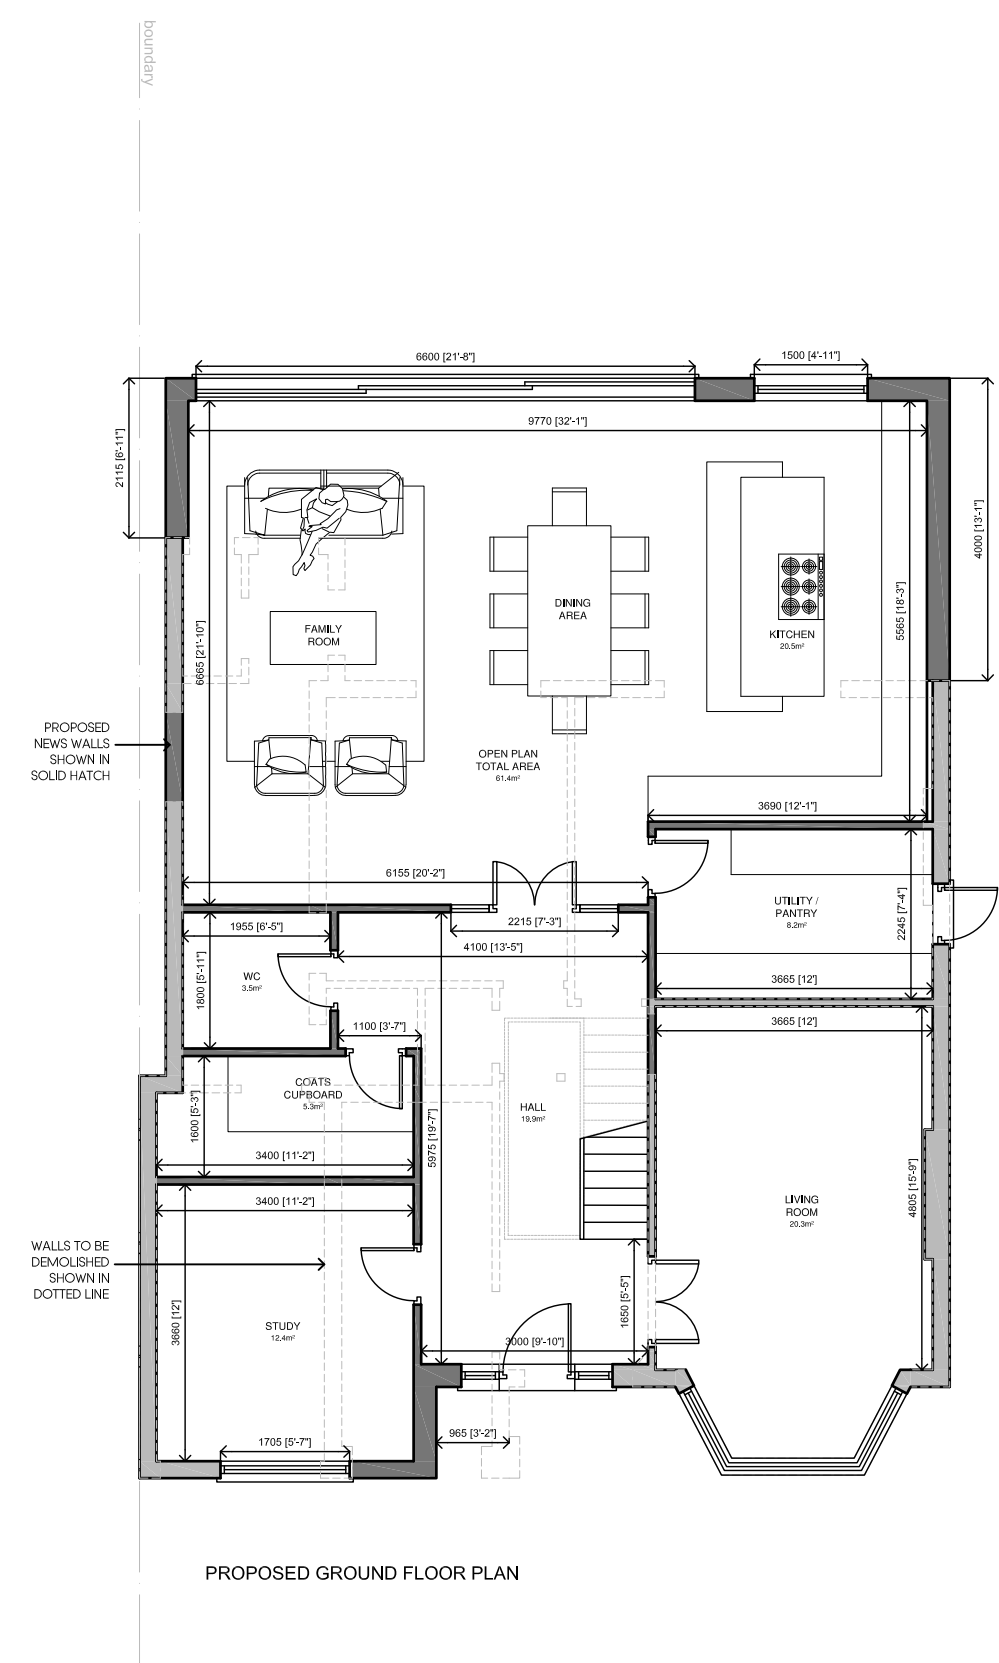 boundary
6600 [21'-8"]
1500 [4'-11"]
9770 [32'-1"]
2115 [6'-11"]
4000 [13'-1"]
DINING
AREA
FAMILY
ROOM
KITCHEN
20.5m²
5565 [18'-3"]
6665 [21'-10"]
PROPOSED
NEWS WALLS
SHOWN IN
SOLID HATCH
OPEN PLAN
TOTAL AREA
61.4m²
3690 [12'-1"]
6155 [20'-2"]
UTILITY /
PANTRY
8.2m²
2245 [7'-4"]
1955 [6'-5"]
2215 [7'-3"]
4100 [13'-5"]
WC
3.5m²
1800 [5'-11"]
3665 [12']
1100 [3'-7"]
3665 [12']
COATS
CUPBOARD
5.3m²
HALL
19.9m²
1600 [5'-3"]
5975 [19'-7"]
3400 [11'-2"]
4805 [15'-9"]
3400 [11'-2"]
LIVING
ROOM
20.3m²
WALLS TO BE
DEMOLISHED
SHOWN IN
DOTTED LINE
1650 [5'-5"]
3660 [12']
STUDY
12.4m²
3000 [9'-10"]
965 [3'-2"]
1705 [5'-7"]
PROPOSED GROUND FLOOR PLAN